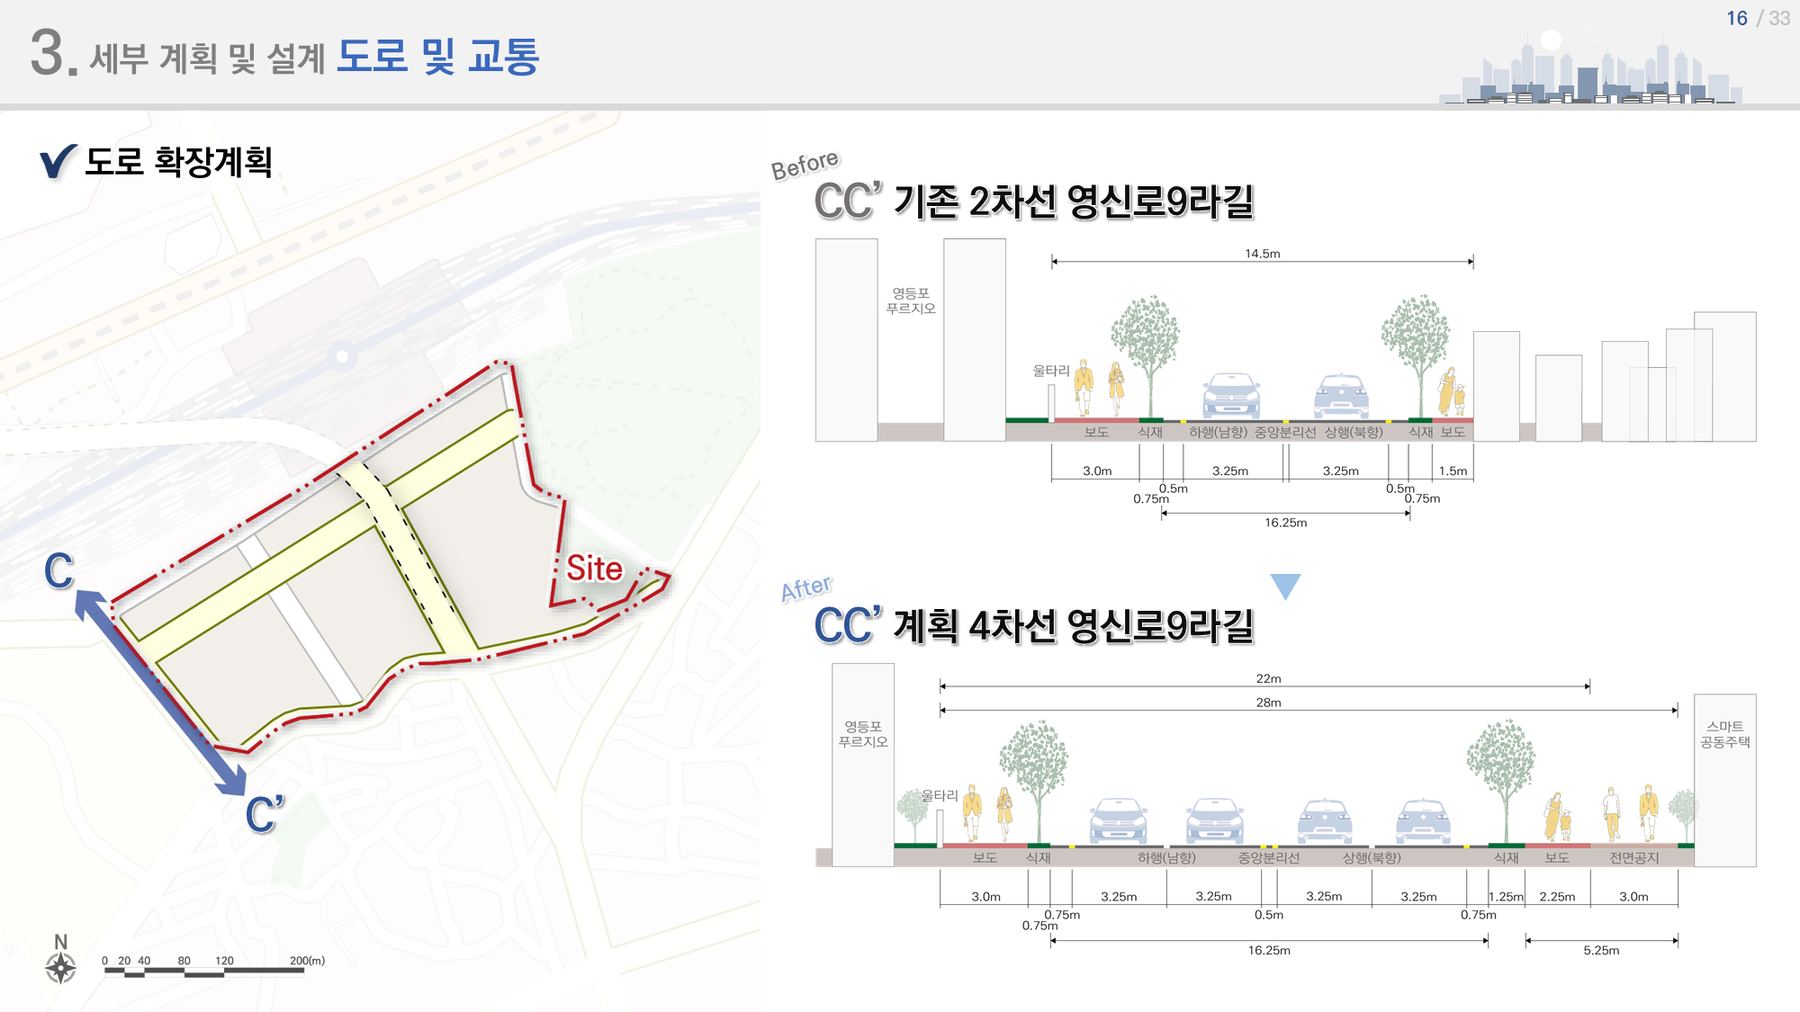 16 / 33
3. 세부 계획 및 설계 도로 및 교통
도로 확장계획
C
C’
Site
N
0 20 40 80 120 200(m)
Before
CC’ 기존 2차선 영신로9라길
14.5m
영등포
푸르지오
울타리
보도 식재 하행(남향) 중앙분리선 상행(북향) 식재 보도
3.0m 3.25m 3.25m 1.5m
0.5m 0.5m
0.75m 0.75m
16.25m
After
CC’ 계획 4차선 영신로9라길
22m
28m
영등포
푸르지오
스마트
공동주택
울타리
보도 식재 하행(남향) 중앙분리선 상행(북향) 식재 보도 전면공지
3.0m 3.25m 3.25m 3.25m 3.25m 1.25m 2.25m 3.0m
0.75m 0.5m 0.75m
0.75m
16.25m 5.25m